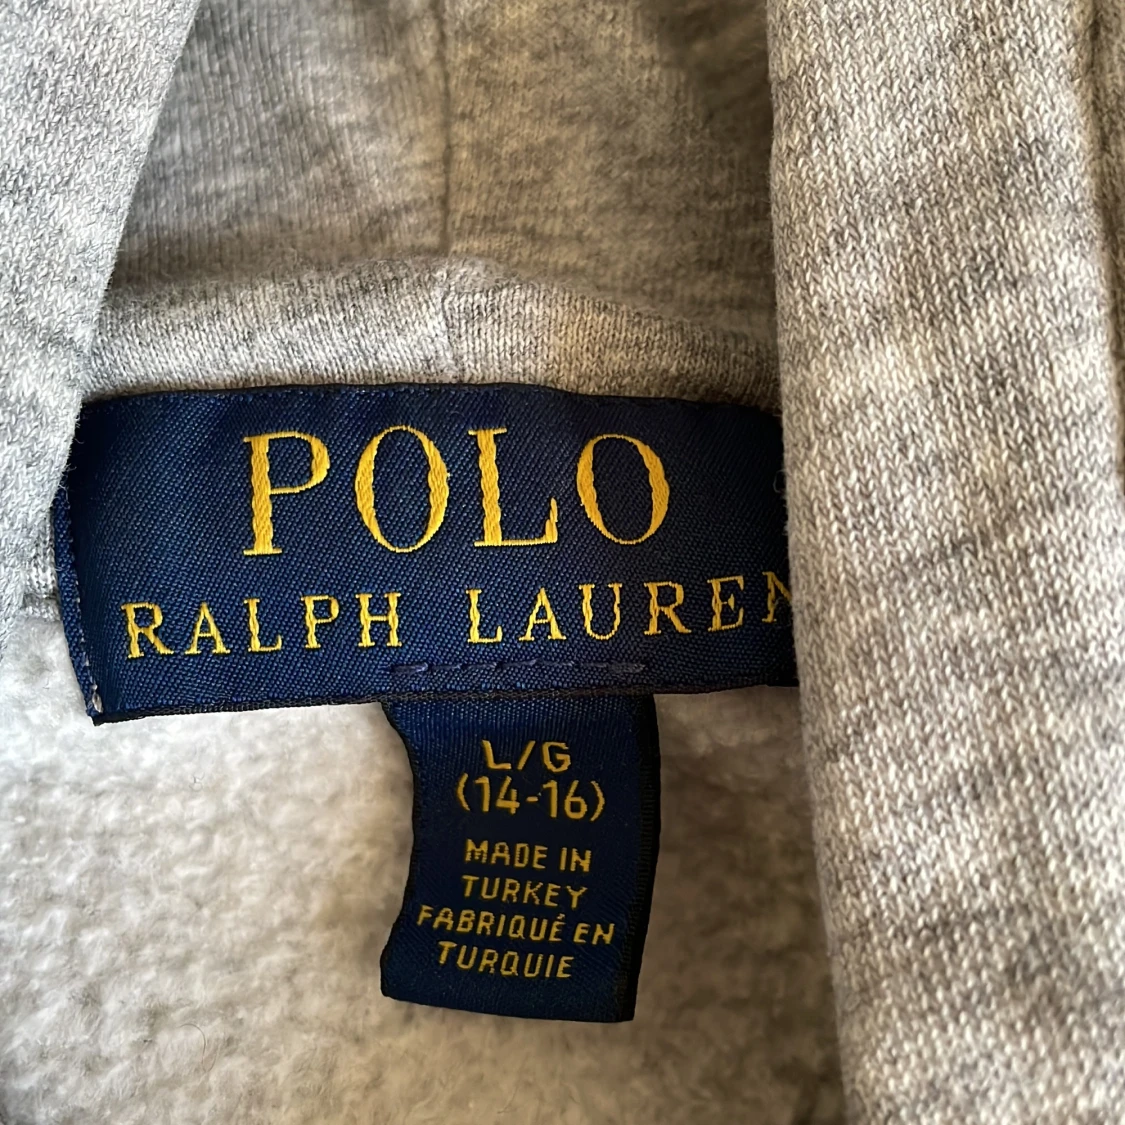 POLO
RALPH LAUREN
L/G
(14-16)
MADE IN
TURKEY
FABRIQUÉ EN
TURQUIE